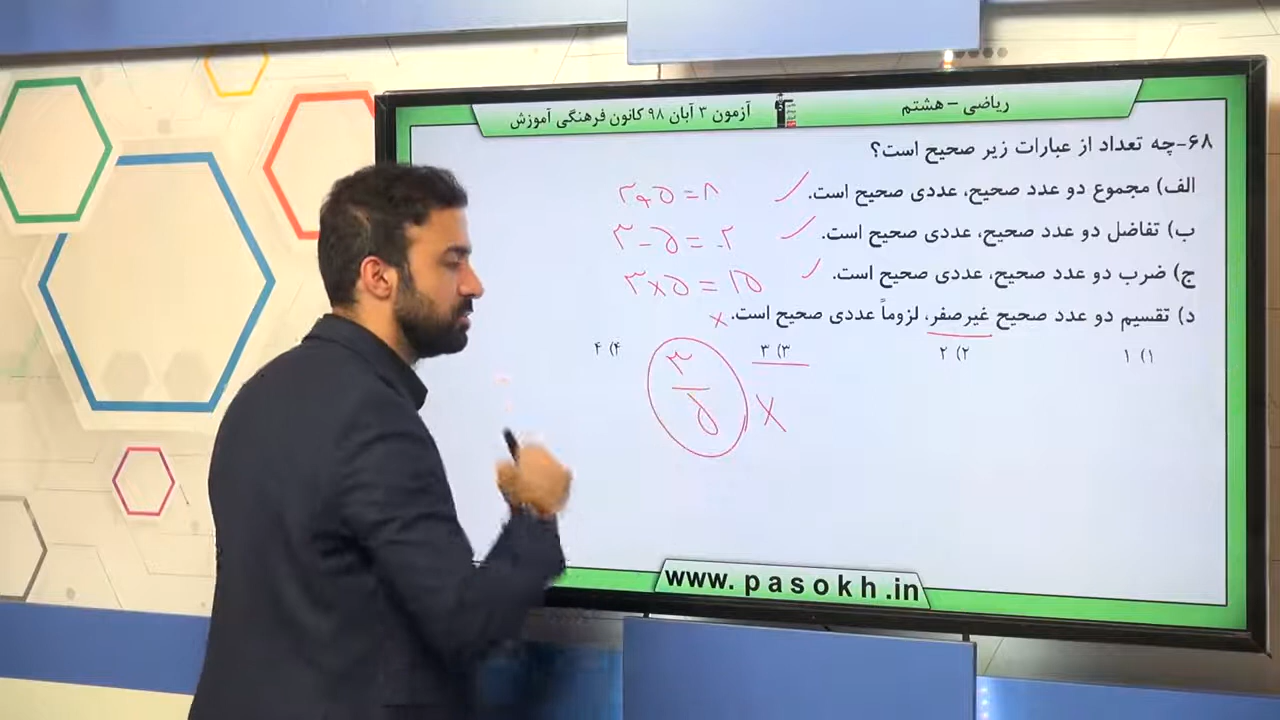 ریاضی - هشتم
آزمون ۳ آبان ۹۸ کانون فرهنگی آموزش
۶۸-چه تعداد از عبارات زیر صحیح است؟
الف) مجموع دو عدد صحیح، عددی صحیح است. ✓ ۳+۵=۸
ب) تفاضل دو عدد صحیح، عددی صحیح است. ✓ ۳-۵=-۲
ج) ضرب دو عدد صحیح، عددی صحیح است. ✓ ۳×۵=۱۵
د) تقسیم دو عدد صحیح غیرصفر، لزوماً عددی صحیح است. ×
۱) ۱ ۲) ۲ ۳) ۳ ۴) ۴
۳
۵ ×
www.pasokh.in